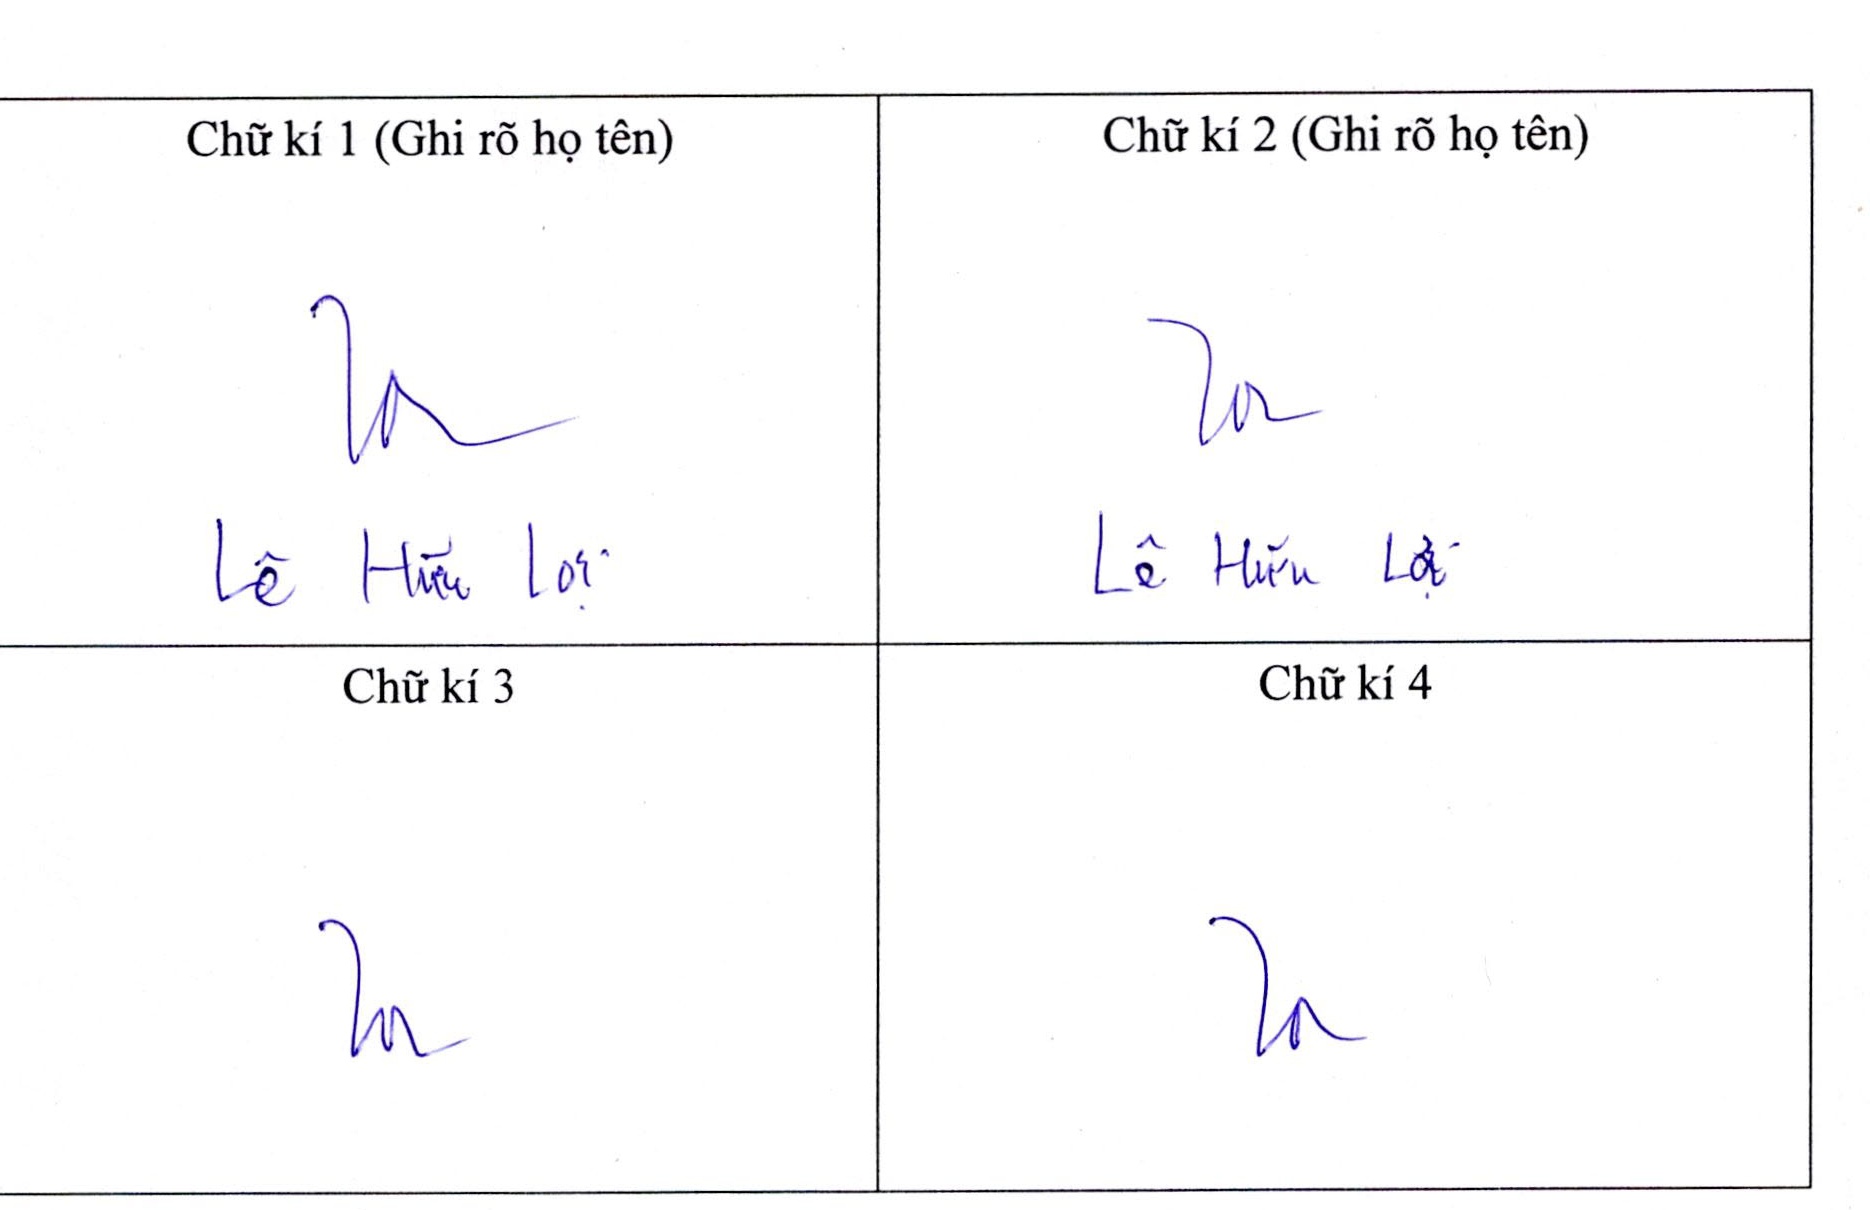 Chữ kí 1 (Ghi rõ họ tên)
Chữ kí 2 (Ghi rõ họ tên)
Lê Hữu Lợi
Lê Hữu Lợi
Chữ kí 3
Chữ kí 4